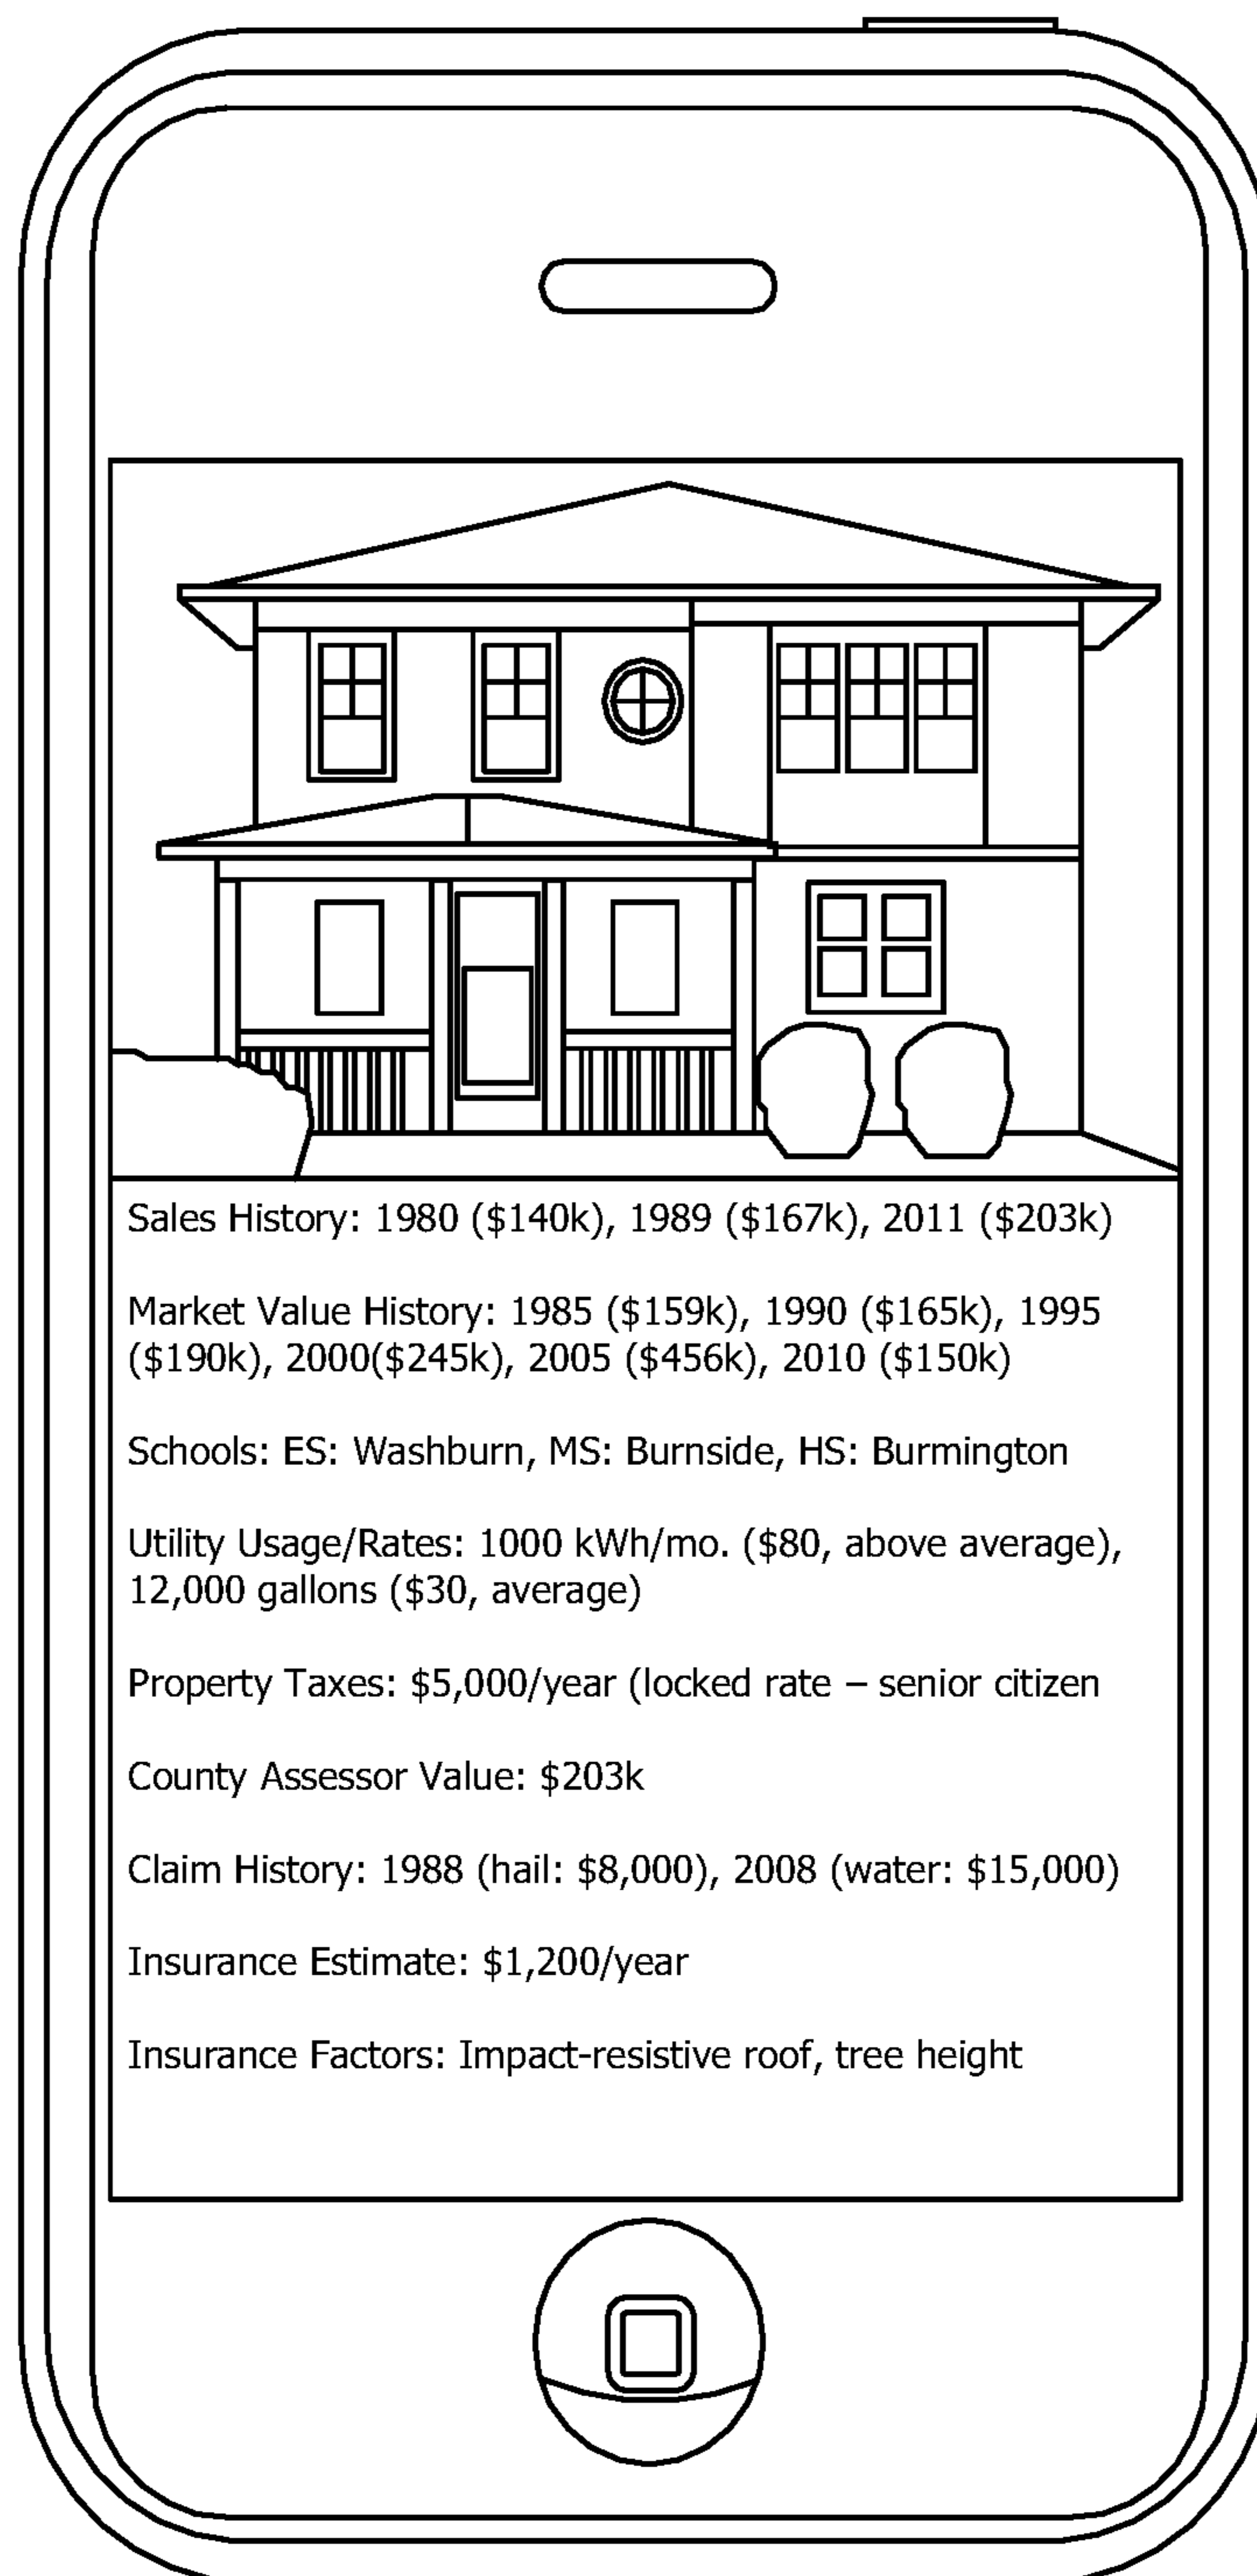 Sales History: 1980 ($140k), 1989 ($167k), 2011 ($203k)
Market Value History: 1985 ($159k), 1990 ($165k), 1995
($190k), 2000($245k), 2005 ($456k), 2010 ($150k)
Schools: ES: Washburn, MS: Burnside, HS: Burmington
Utility Usage/Rates: 1000 kWh/mo. ($80, above average),
12,000 gallons ($30, average)
Property Taxes: $5,000/year (locked rate – senior citizen
County Assessor Value: $203k
Claim History: 1988 (hail: $8,000), 2008 (water: $15,000)
Insurance Estimate: $1,200/year
Insurance Factors: Impact-resistive roof, tree height